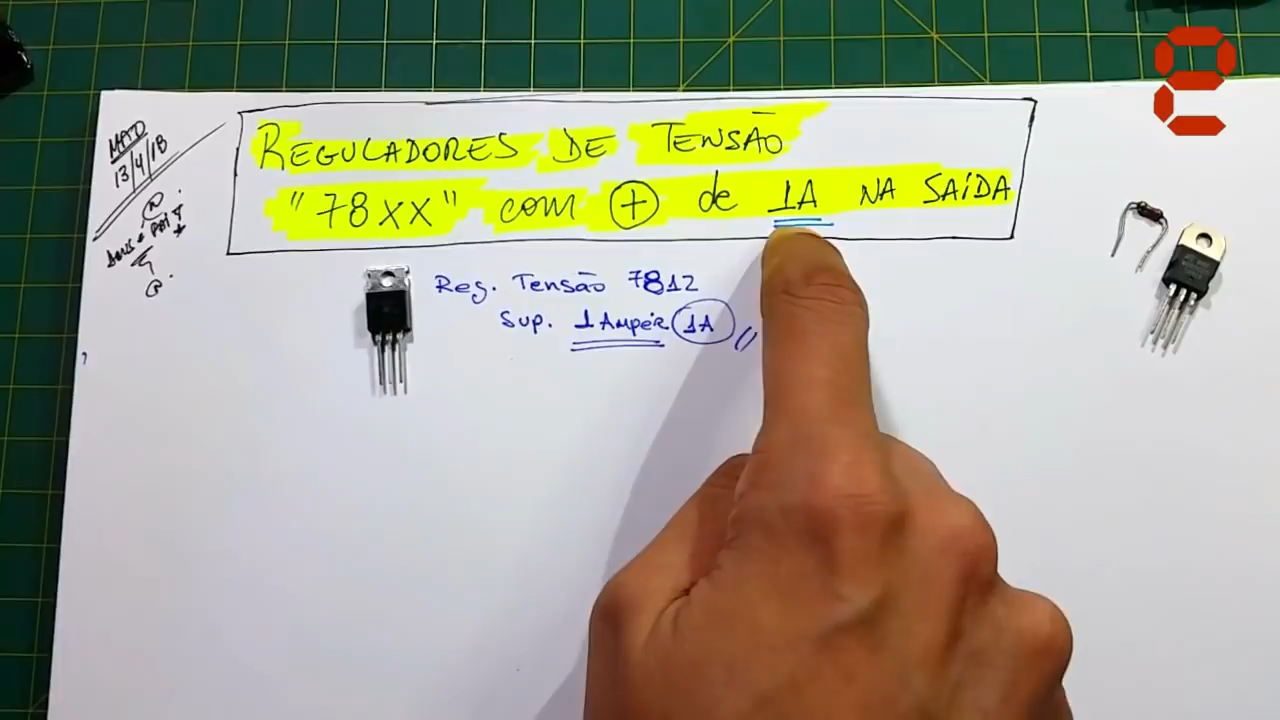 REGULADORES DE TENSÃO
"78XX" com + de 1A NA SAÍDA
MAIO
13/4/18
Reg. Tensão 7812
Sup. 1 Ampér 1A